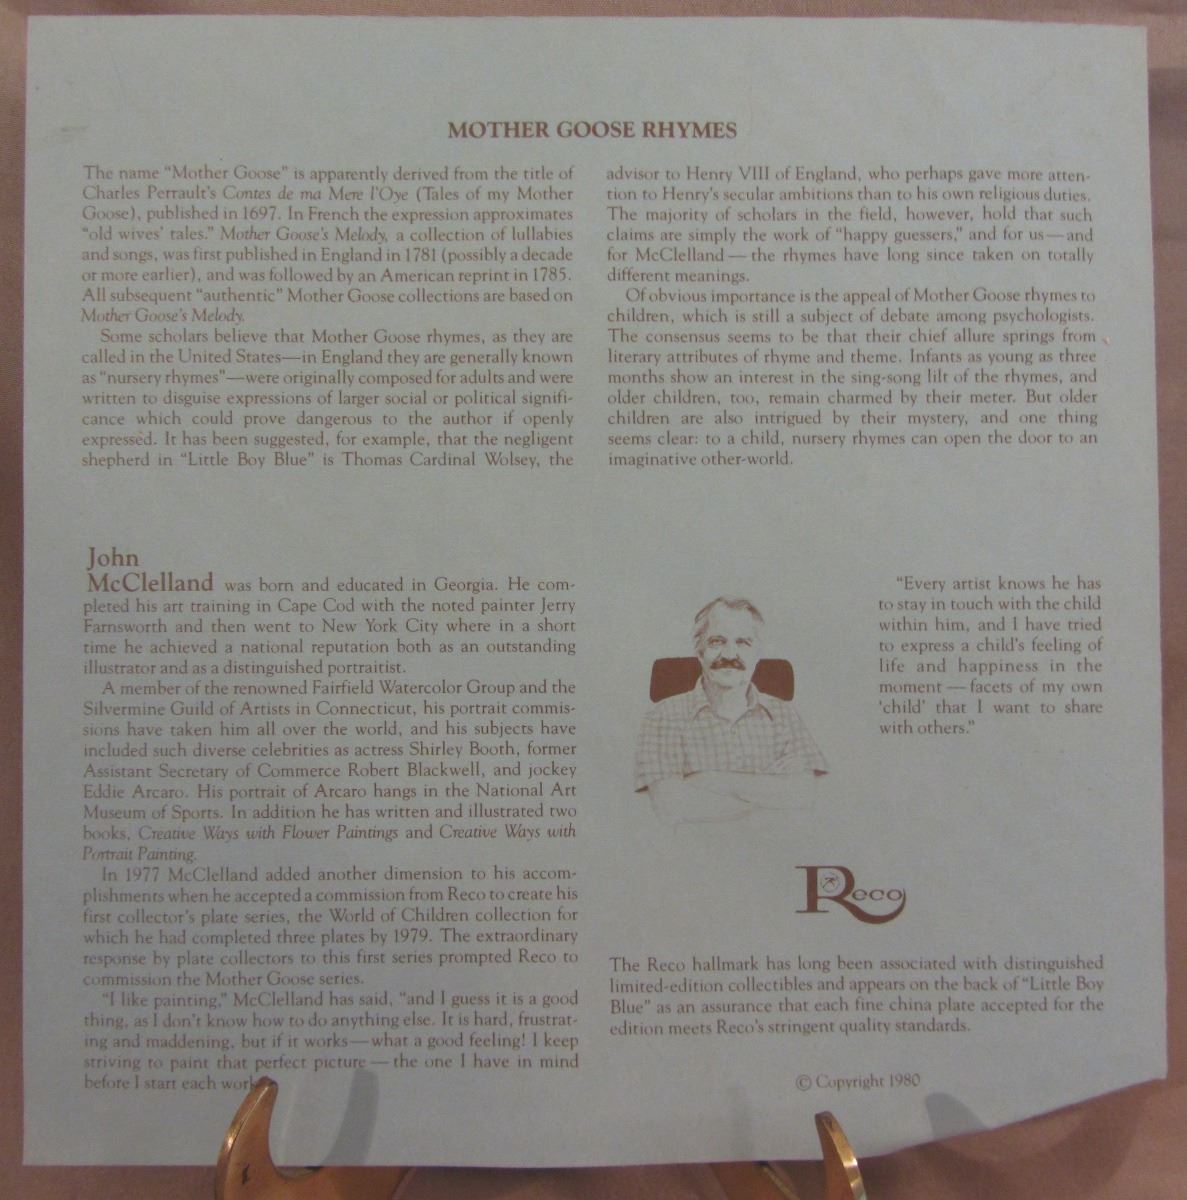 MOTHER GOOSE RHYMES
The name "Mother Goose" is apparently derived from the title of
Charles Perrault's Contes de ma Mere l'Oye (Tales of my Mother
Goose), published in 1697. In French the expression approximates
"old wives' tales." Mother Goose's Melody, a collection of lullabies
and songs, was first published in England in 1781 (possibly a decade
or more earlier), and was followed by an American reprint in 1785.
All subsequent "authentic" Mother Goose collections are based on
Mother Goose's Melody.
Some scholars believe that Mother Goose rhymes, as they are
called in the United States—in England they are generally known
as "nursery rhymes"—were originally composed for adults and were
written to disguise expressions of larger social or political signifi-
cance which could prove dangerous to the author if openly
expressed. It has been suggested, for example, that the negligent
shepherd in "Little Boy Blue" is Thomas Cardinal Wolsey, the
advisor to Henry VIII of England, who perhaps gave more atten-
tion to Henry's secular ambitions than to his own religious duties.
The majority of scholars in the field, however, hold that such
claims are simply the work of "happy guessers," and for us—and
for McClelland—the rhymes have long since taken on totally
different meanings.
Of obvious importance is the appeal of Mother Goose rhymes to
children, which is still a subject of debate among psychologists.
The consensus seems to be that their chief allure springs from
literary attributes of rhyme and theme. Infants as young as three
months show an interest in the sing-song lilt of the rhymes, and
older children, too, remain charmed by their meter. But older
children are also intrigued by their mystery, and one thing
seems clear: to a child, nursery rhymes can open the door to an
imaginative other-world.
John
McClelland was born and educated in Georgia. He com-
pleted his art training in Cape Cod with the noted painter Jerry
Farnsworth and then went to New York City where in a short
time he achieved a national reputation both as an outstanding
illustrator and as a distinguished portraitist.
A member of the renowned Fairfield Watercolor Group and the
Silvermine Guild of Artists in Connecticut, his portrait commis-
sions have taken him all over the world, and his subjects have
included such diverse celebrities as actress Shirley Booth, former
Assistant Secretary of Commerce Robert Blackwell, and jockey
Eddie Arcaro. His portrait of Arcaro hangs in the National Art
Museum of Sports. In addition he has written and illustrated two
books, Creative Ways with Flower Paintings and Creative Ways with
Portrait Painting.
In 1977 McClelland added another dimension to his accom-
plishments when he accepted a commission from Reco to create his
first collector's plate series, the World of Children collection for
which he had completed three plates by 1979. The extraordinary
response by plate collectors to this first series prompted Reco to
commission the Mother Goose series.
"I like painting," McClelland has said, "and I guess it is a good
thing, as I don't know how to do anything else. It is hard, frustrat-
ing and maddening, but if it works—what a good feeling! I keep
striving to paint that perfect picture—the one I have in mind
before I start each work
"Every artist knows he has
to stay in touch with the child
within him, and I have tried
to express a child's feeling of
life and happiness in the
moment—facets of my own
'child' that I want to share
with others."
Reco
The Reco hallmark has long been associated with distinguished
limited-edition collectibles and appears on the back of "Little Boy
Blue" as an assurance that each fine china plate accepted for the
edition meets Reco's stringent quality standards.
© Copyright 1980